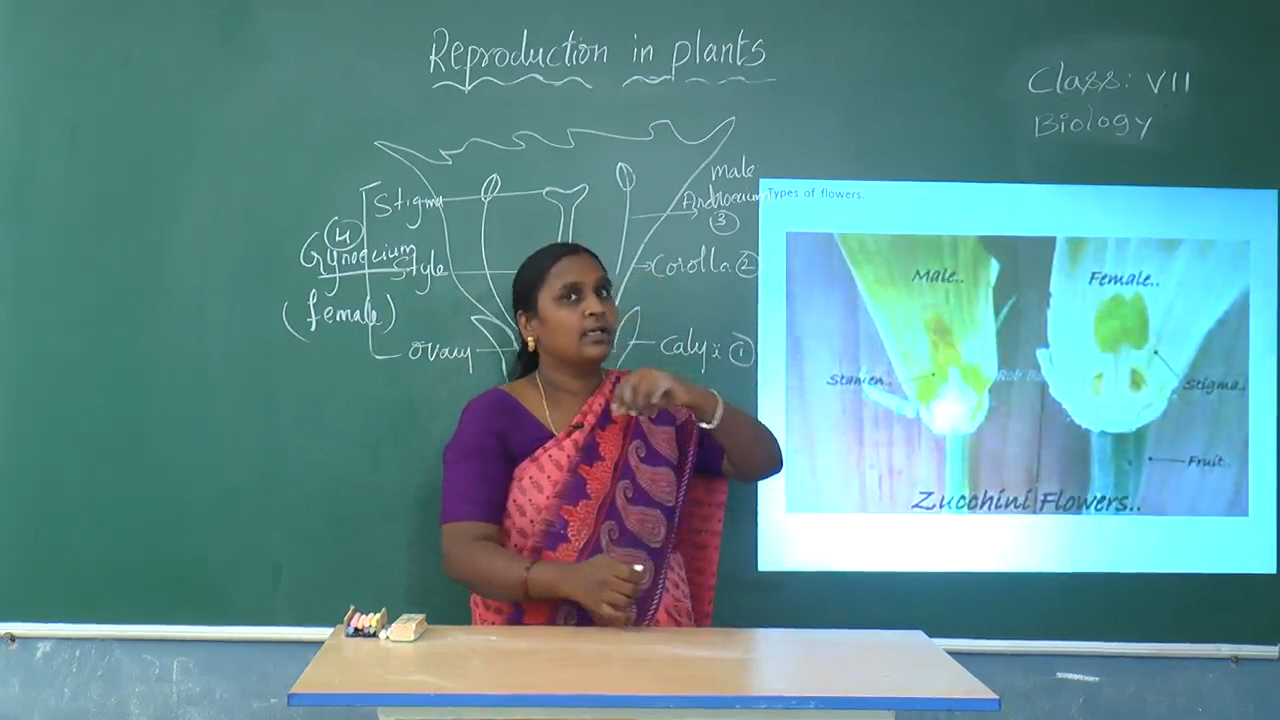 Reproduction in plants
Class: VII
Biology
male
Androecium
3
Stigma
4
Gynoecium
Style
Corolla 2
(female)
Ovary
Calyx 1
Types of flowers.
Male..
Female..
Stamen..
Stigma..
Fruit..
Zucchini Flowers..